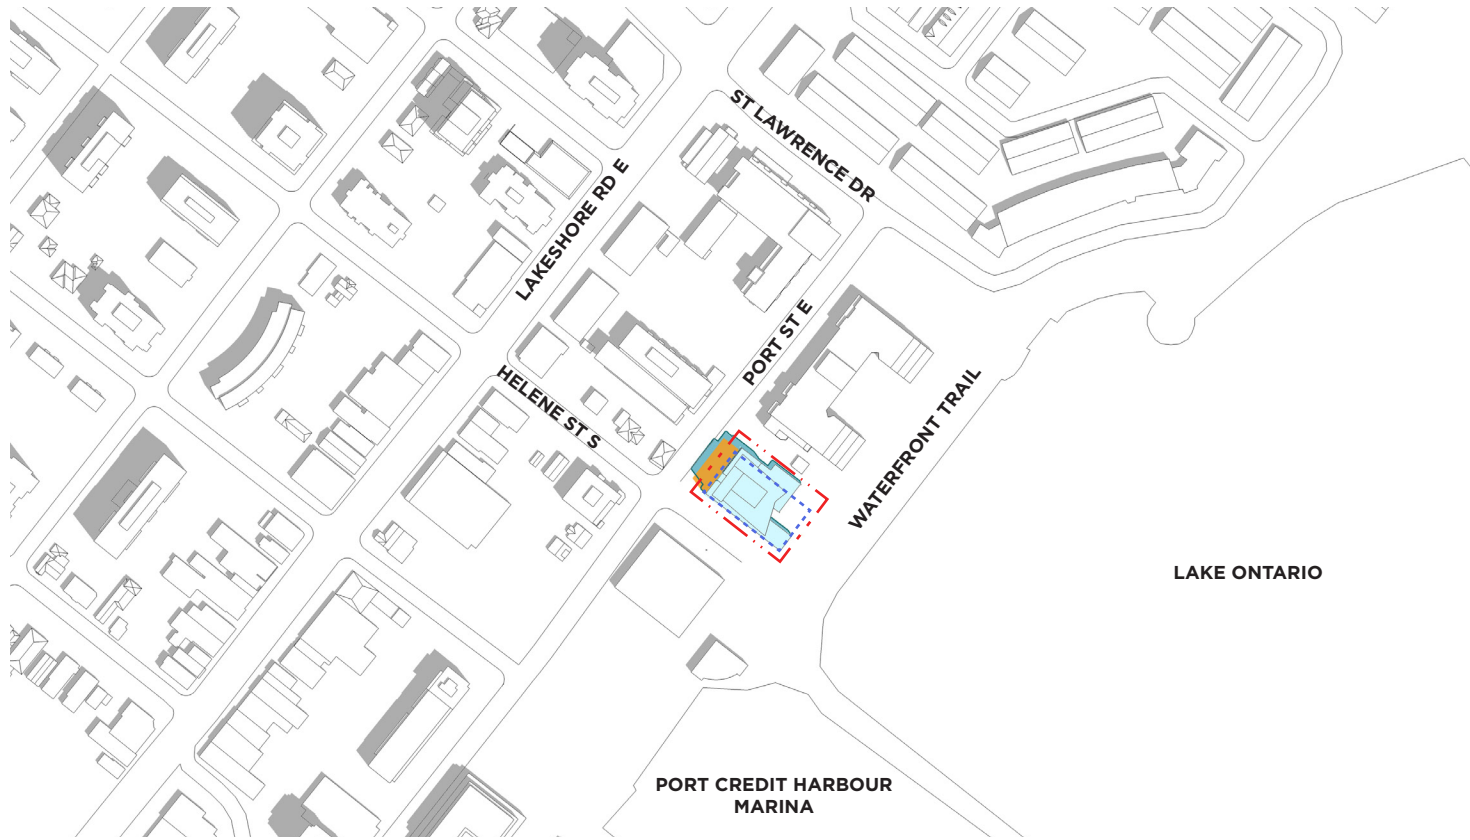 ST LAWRENCE DR
LAKESHORE RD E
PORT ST E
HELENE ST S
WATERFRONT TRAIL
LAKE ONTARIO
PORT CREDIT HARBOUR
MARINA